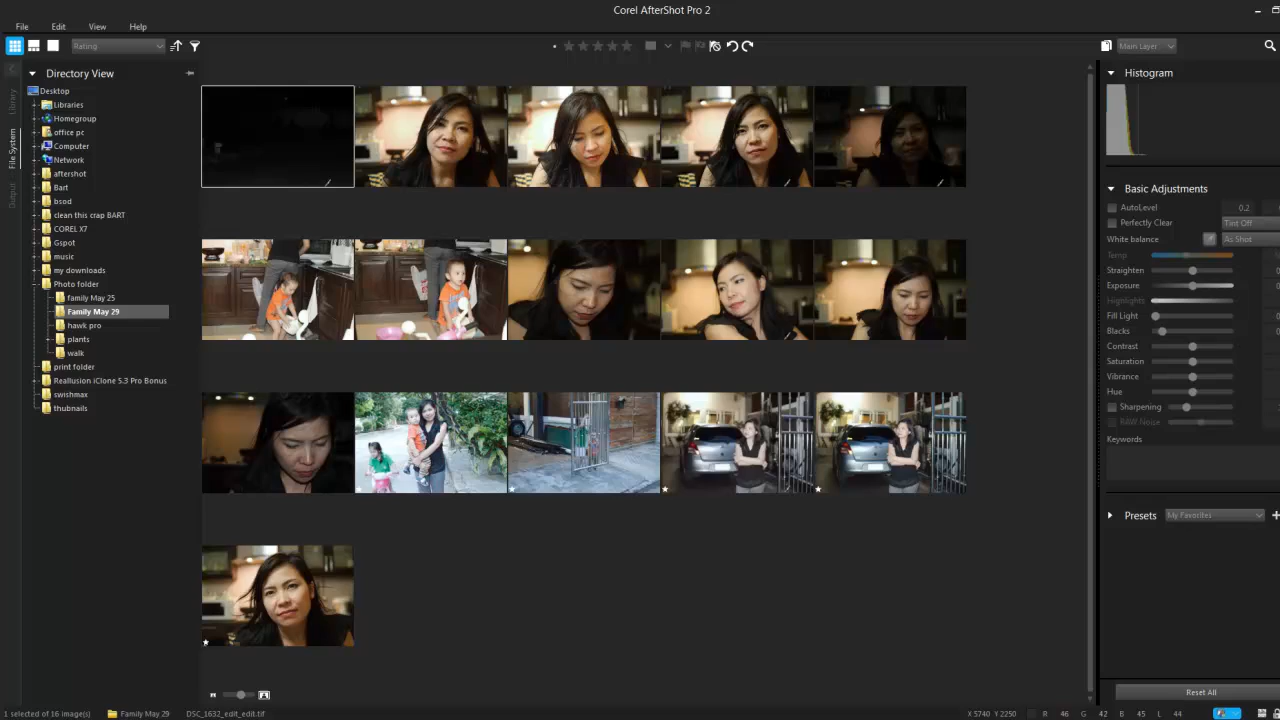 Corel AfterShot Pro 2
File Edit View Help
Rating
Main Layer
Directory View
Histogram
Library
File System
Output
Desktop
Libraries
Homegroup
office pc
Computer
Network
aftershot
Bart
bsod
clean this crap BART
COREL X7
Gspot
music
my downloads
Photo folder
family May 25
Family May 29
hawk pro
plants
walk
print folder
Reallusion iClone 5.3 Pro Bonus
swishmax
thubnails
Basic Adjustments
AutoLevel 0.2
Perfectly Clear Tint Off
White balance As Shot
Temp
Straighten
Exposure
Highlights
Fill Light
Blacks
Contrast
Saturation
Vibrance
Hue
Sharpening
RAW Noise
Keywords
Presets My Favorites
Reset All
1 selected of 16 image(s) Family May 29 DSC_1632_edit_edit.tif X 5740 Y 2250 R 46 G 42 B 45 L 44